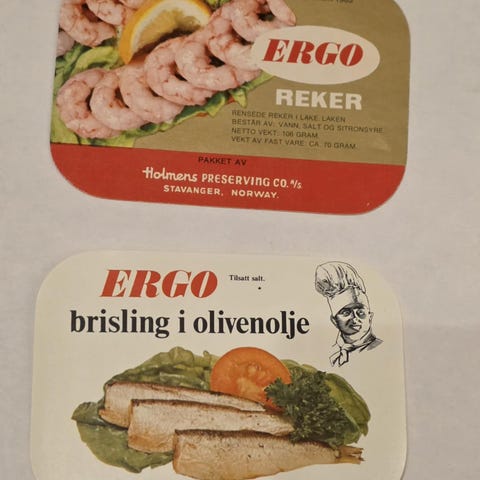 ERGO
REKER
RENSEDE REKER I LAKE. LAKEN
BESTÅR AV: VANN, SALT OG SITRONSYRE.
NETTO VEKT: 106 GRAM.
VEKT AV FAST VARE: CA. 70 GRAM.
PAKKET AV
Holmens PRESERVING CO. A/S
STAVANGER, NORWAY.
ERGO
Tilsatt salt.
brisling i olivenolje